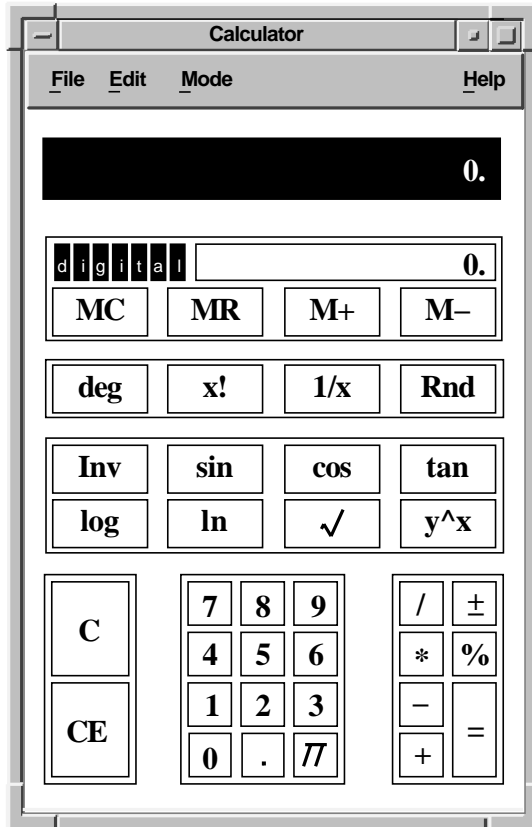 Calculator
File Edit Mode Help
0.
digital 0.
MC MR M+ M−
deg x! 1/x Rnd
Inv sin cos tan
log ln √ y^x
C 7 8 9 / ±
4 5 6 * %
CE 1 2 3 − =
0 . π +